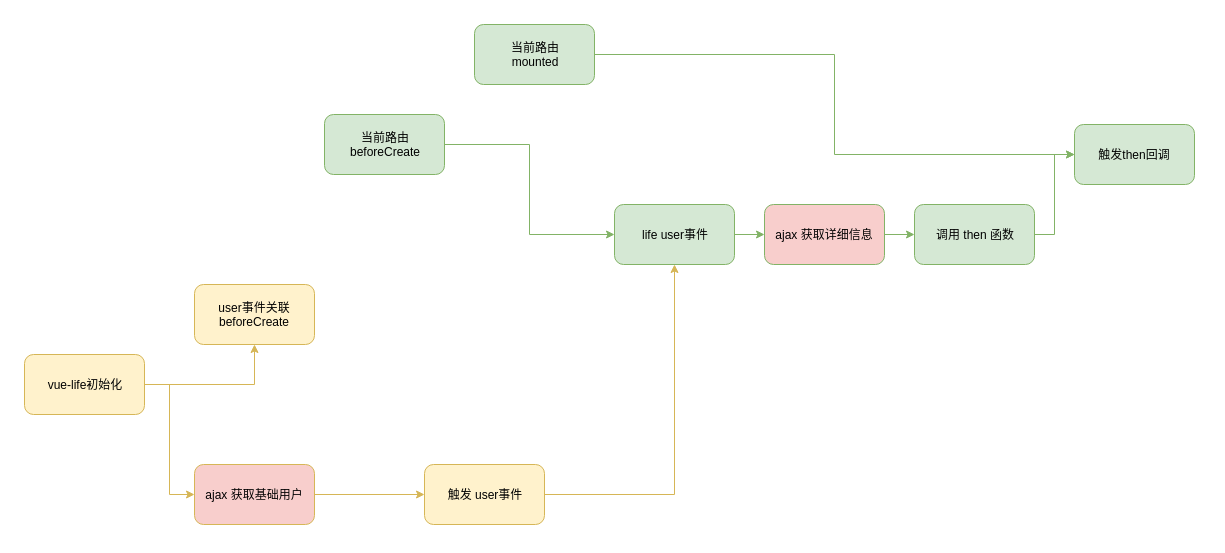 当前路由
mounted
当前路由
beforeCreate
触发then回调
life user事件
ajax 获取详细信息
调用 then 函数
user事件关联
beforeCreate
vue-life初始化
ajax 获取基础用户
触发 user事件